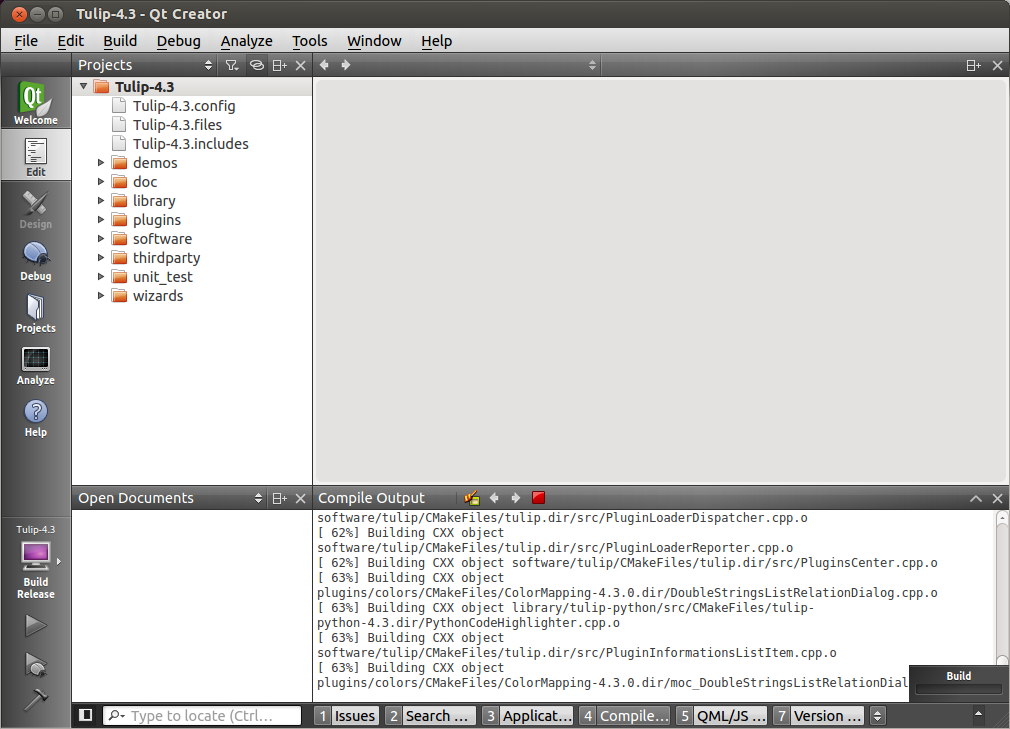 Tulip-4.3 - Qt Creator
File Edit Build Debug Analyze Tools Window Help
Projects
Qt
Welcome
Edit
Design
Debug
Projects
Analyze
Help
Tulip-4.3
Build
Release
Tulip-4.3
Tulip-4.3.config
Tulip-4.3.files
Tulip-4.3.includes
demos
doc
library
plugins
software
thirdparty
unit_test
wizards
Open Documents
Compile Output
software/tulip/CMakeFiles/tulip.dir/src/PluginLoaderDispatcher.cpp.o
[ 62%] Building CXX object
software/tulip/CMakeFiles/tulip.dir/src/PluginLoaderReporter.cpp.o
[ 62%] Building CXX object software/tulip/CMakeFiles/tulip.dir/src/PluginsCenter.cpp.o
[ 63%] Building CXX object
plugins/colors/CMakeFiles/ColorMapping-4.3.0.dir/DoubleStringsListRelationDialog.cpp.o
[ 63%] Building CXX object library/tulip-python/src/CMakeFiles/tulip-
python-4.3.dir/PythonCodeHighlighter.cpp.o
[ 63%] Building CXX object
software/tulip/CMakeFiles/tulip.dir/src/PluginInformationsListItem.cpp.o
[ 63%] Building CXX object
plugins/colors/CMakeFiles/ColorMapping-4.3.0.dir/moc_DoubleStringsListRelationDial
Build
Type to locate (Ctrl...
1 Issues 2 Search ... 3 Applicat... 4 Compile... 5 QML/JS ... 7 Version ...